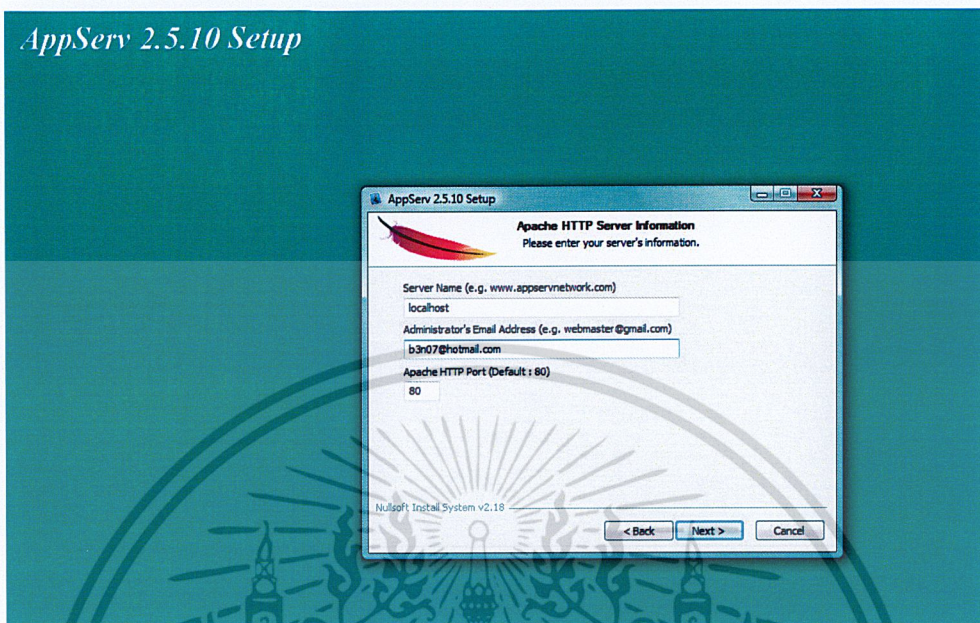 AppServ 2.5.10 Setup
AppServ 2.5.10 Setup
Apache HTTP Server Information
Please enter your server's information.
Server Name (e.g. www.appservnetwork.com)
localhost
Administrator's Email Address (e.g. webmaster@gmail.com)
b3n07@hotmail.com
Apache HTTP Port (Default : 80)
80
Nullsoft Install System v2.18
< Back Next > Cancel